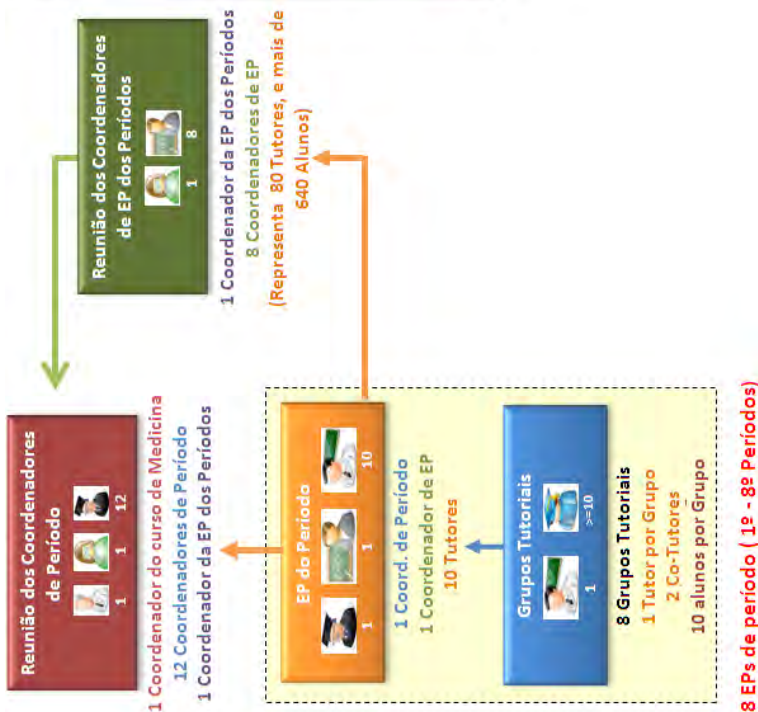 Reunião dos Coordenadores
de Período
1
1
12
1 Coordenador do curso de Medicina
12 Coordenadores de Período
1 Coordenador da EP dos Períodos
Reunião dos Coordenadores
de EP dos Períodos
1
8
1 Coordenador da EP dos Períodos
8 Coordenadores de EP
(Representa 80 Tutores, e mais de
640 Alunos)
EP do Período
1
1
10
1 Coord. de Período
1 Coordenador de EP
10 Tutores
Grupos Tutoriais
1
>=10
8 Grupos Tutoriais
1 Tutor por Grupo
2 Co-Tutores
10 alunos por Grupo
8 EPs de período ( 1º - 8º Períodos)